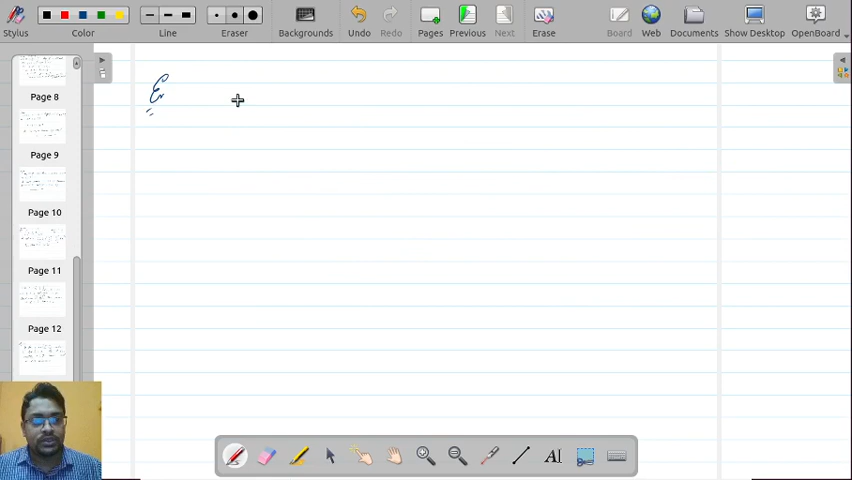 Stylus Color Line Eraser Backgrounds Undo Redo Pages Previous Next Erase Board Web Documents Show Desktop OpenBoard
Page 8
Page 9
Page 10
Page 11
Page 12
E
AI